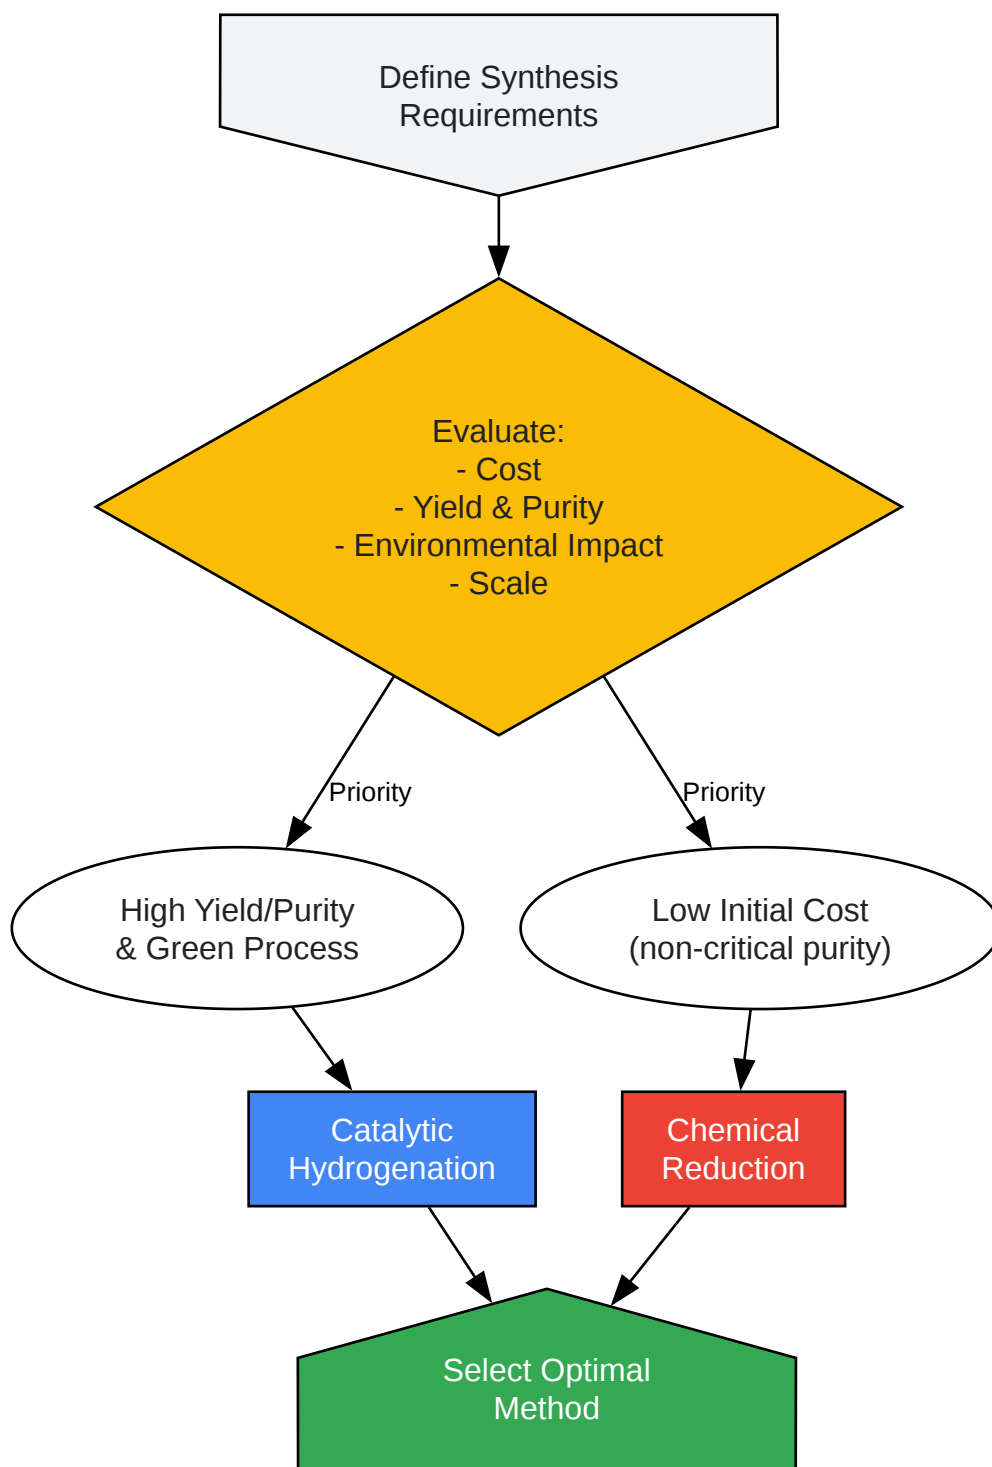 Define Synthesis
Requirements
Evaluate:
- Cost
- Yield & Purity
- Environmental Impact
- Scale
Priority
Priority
High Yield/Purity
& Green Process
Low Initial Cost
(non-critical purity)
Catalytic
Hydrogenation
Chemical
Reduction
Select Optimal
Method